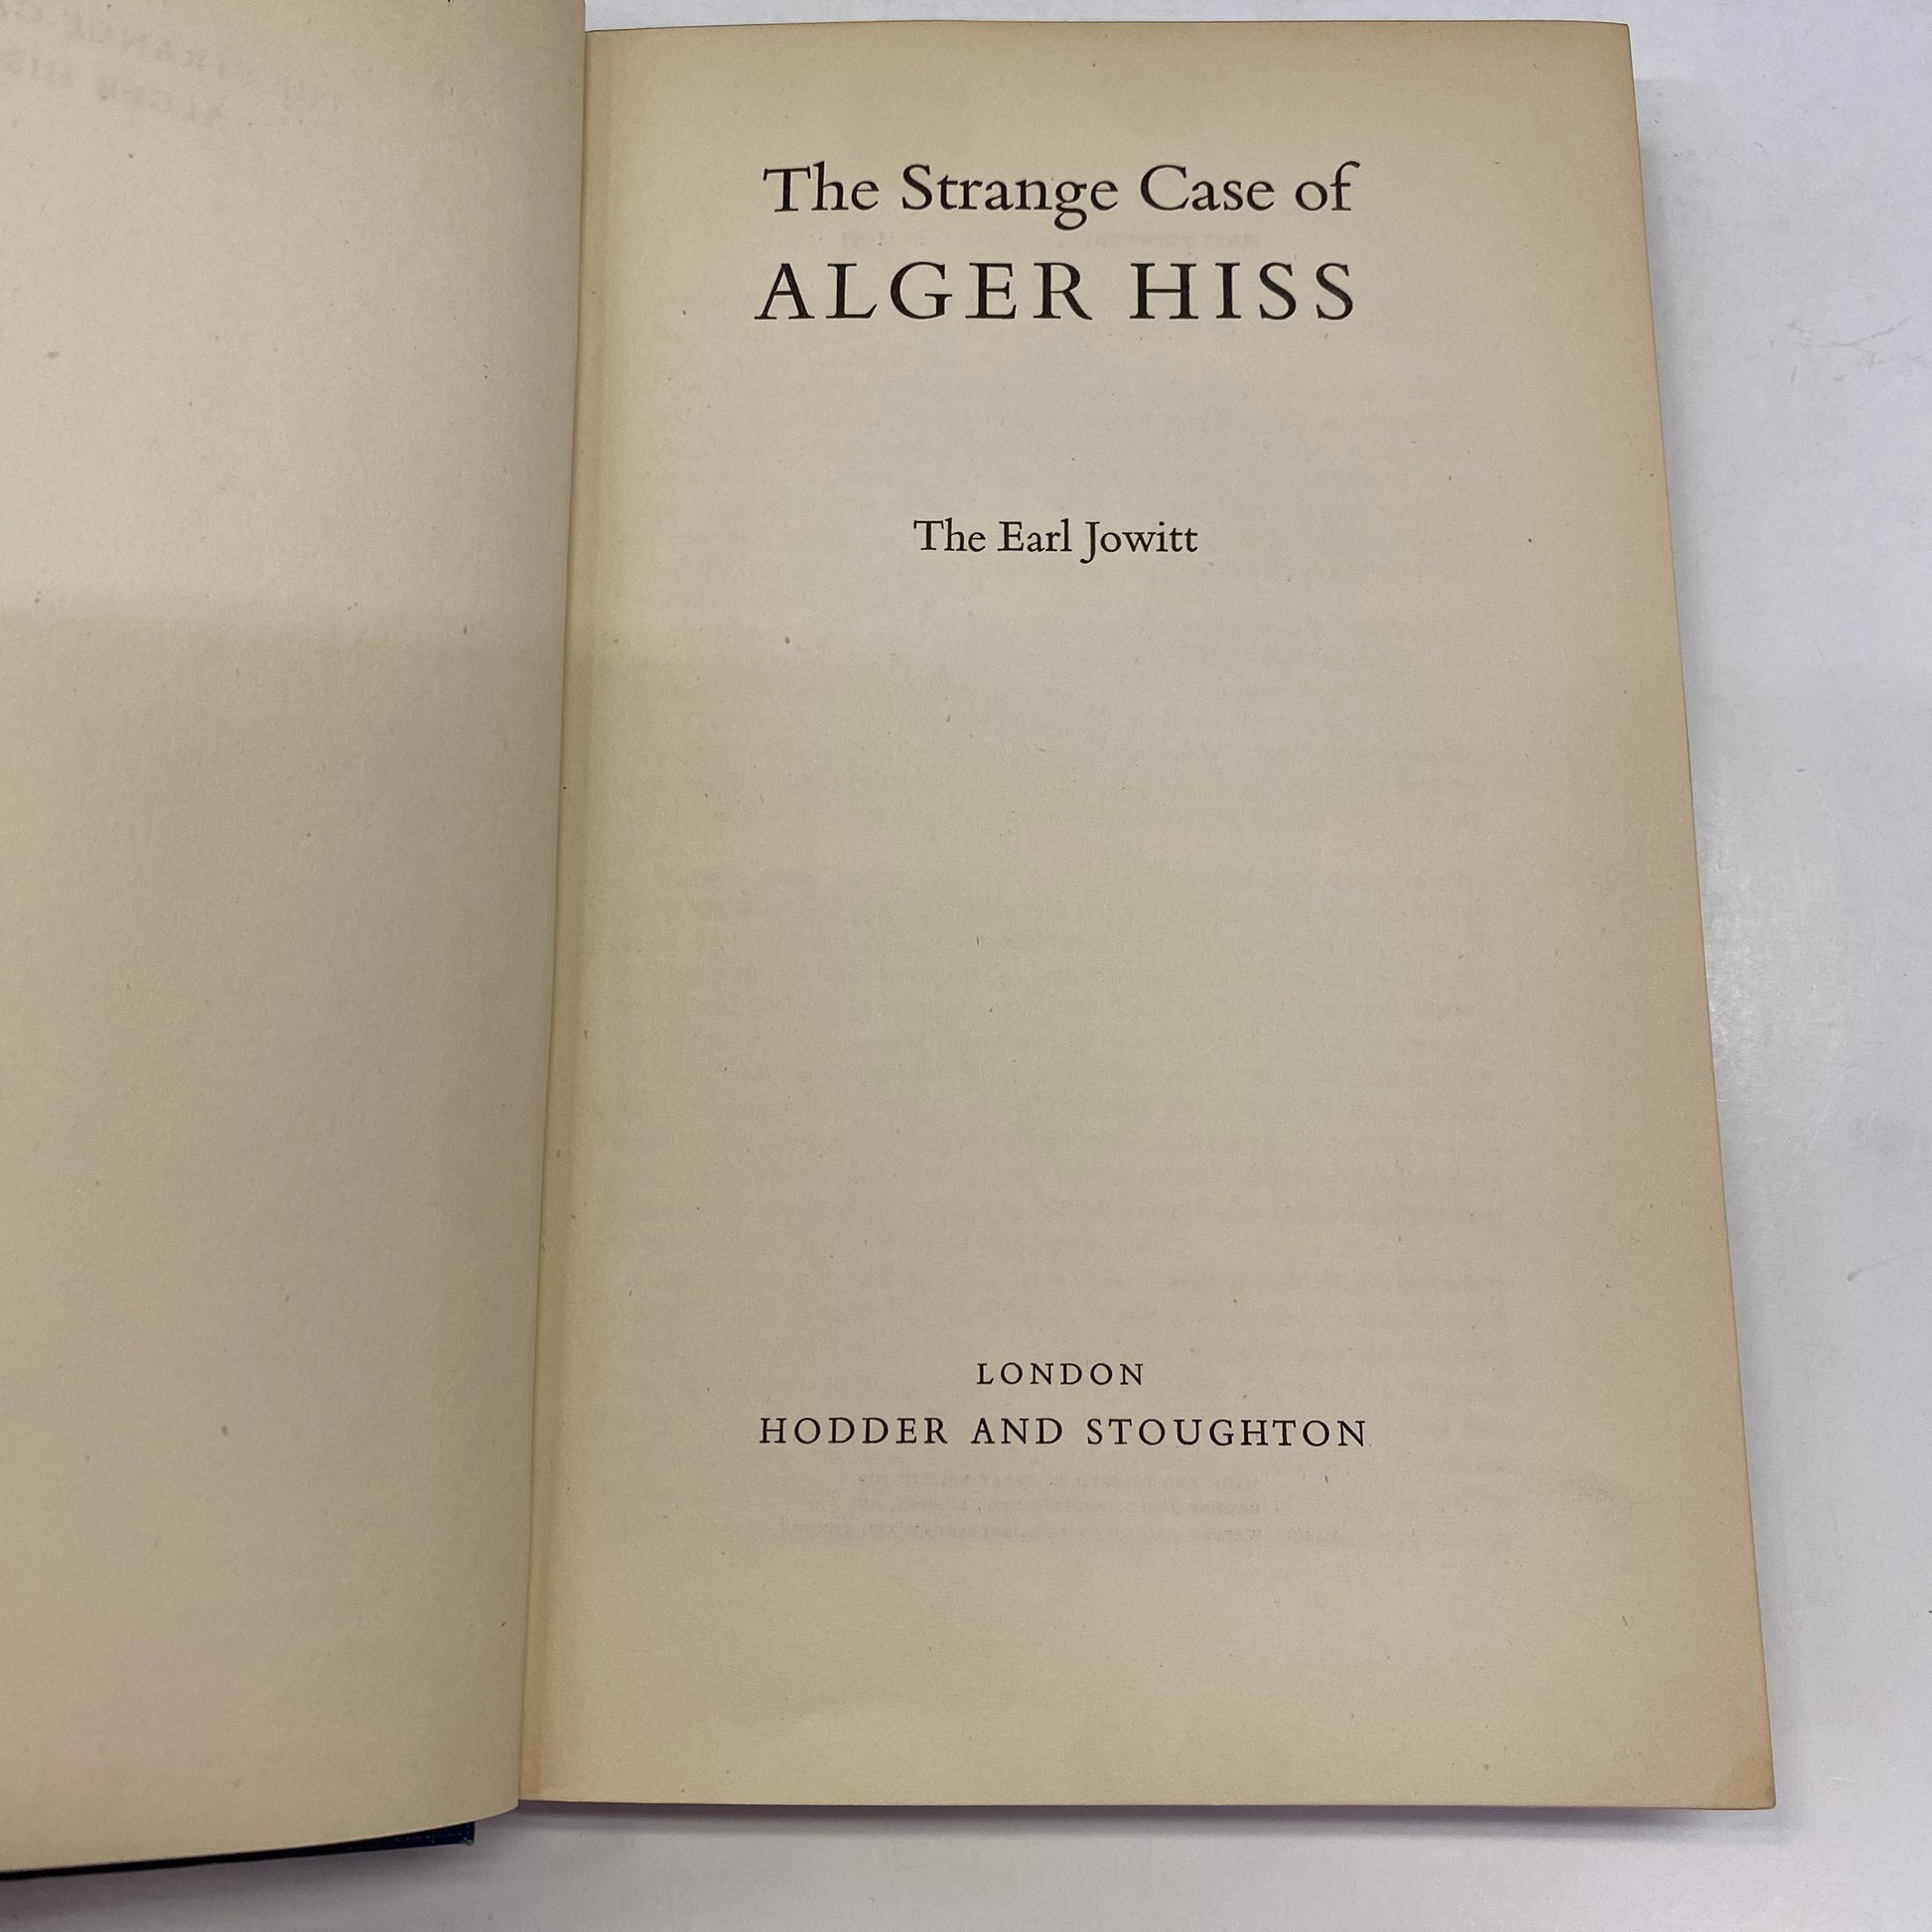 The Strange Case of
ALGER HISS
The Earl Jowitt
LONDON
HODDER AND STOUGHTON